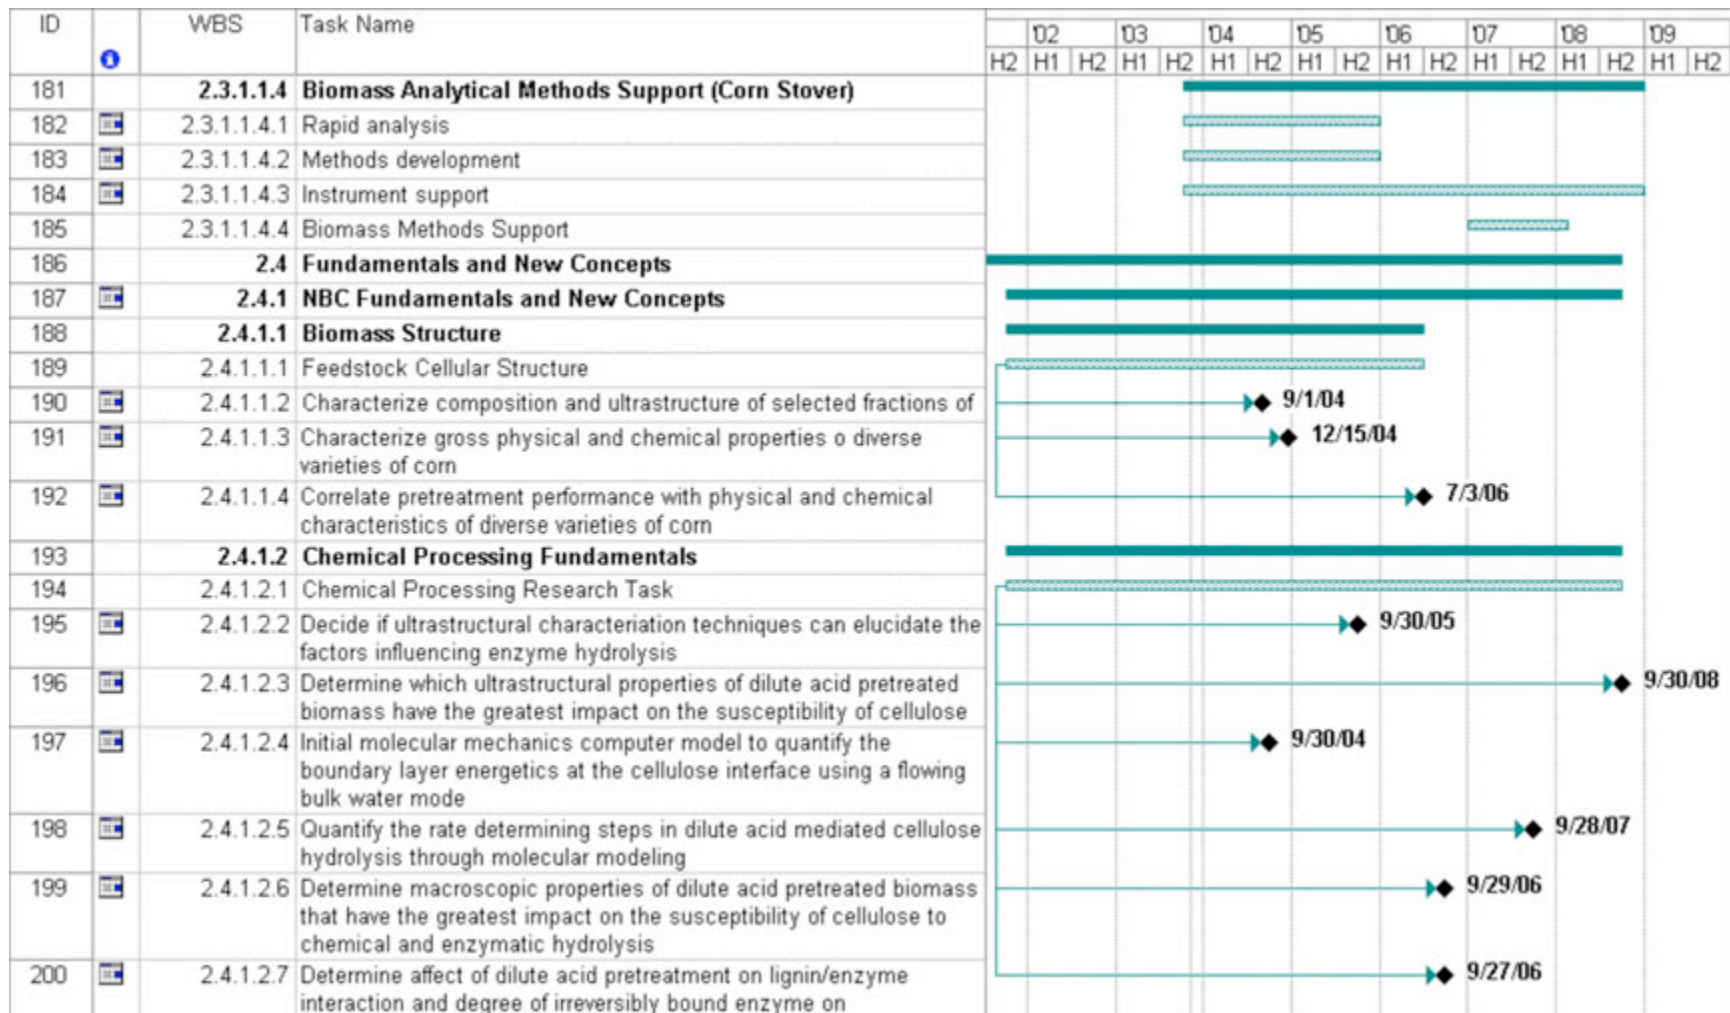 ID WBS Task Name
'02 '03 '04 '05 '06 '07 '08 '09
H2 H1 H2 H1 H2 H1 H2 H1 H2 H1 H2 H1 H2 H1 H2 H1 H2
181 2.3.1.1.4 Biomass Analytical Methods Support (Corn Stover)
182 2.3.1.1.4.1 Rapid analysis
183 2.3.1.1.4.2 Methods development
184 2.3.1.1.4.3 Instrument support
185 2.3.1.1.4.4 Biomass Methods Support
186 2.4 Fundamentals and New Concepts
187 2.4.1 NBC Fundamentals and New Concepts
188 2.4.1.1 Biomass Structure
189 2.4.1.1.1 Feedstock Cellular Structure
190 2.4.1.1.2 Characterize composition and ultrastructure of selected fractions of 9/1/04
191 2.4.1.1.3 Characterize gross physical and chemical properties o diverse 12/15/04
varieties of corn
192 2.4.1.1.4 Correlate pretreatment performance with physical and chemical 7/3/06
characteristics of diverse varieties of corn
193 2.4.1.2 Chemical Processing Fundamentals
194 2.4.1.2.1 Chemical Processing Research Task
195 2.4.1.2.2 Decide if ultrastructural characteriation techniques can elucidate the 9/30/05
factors influencing enzyme hydrolysis
196 2.4.1.2.3 Determine which ultrastructural properties of dilute acid pretreated 9/30/08
biomass have the greatest impact on the susceptibility of cellulose
197 2.4.1.2.4 Initial molecular mechanics computer model to quantify the 9/30/04
boundary layer energetics at the cellulose interface using a flowing
bulk water mode
198 2.4.1.2.5 Quantify the rate determining steps in dilute acid mediated cellulose 9/28/07
hydrolysis through molecular modeling
199 2.4.1.2.6 Determine macroscopic properties of dilute acid pretreated biomass 9/29/06
that have the greatest impact on the susceptibility of cellulose to
chemical and enzymatic hydrolysis
200 2.4.1.2.7 Determine affect of dilute acid pretreatment on lignin/enzyme 9/27/06
interaction and degree of irreversibly bound enzyme on